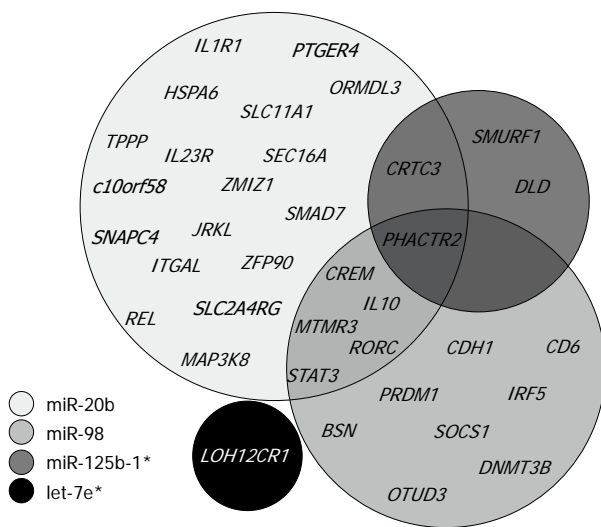 IL1R1
PTGER4
HSPA6
ORMDL3
SLC11A1
SMURF1
TPPP
IL23R
SEC16A
CRTC3
c10orf58
ZMIZ1
DLD
SMAD7
SNAPC4
JRKL
PHACTR2
ITGAL
ZFP90
CREM
REL
SLC2A4RG
IL10
MTMR3
MAP3K8
RORC
CDH1
CD6
STAT3
PRDM1
IRF5
BSN
SOCS1
LOH12CR1
DNMT3B
OTUD3
miR-20b
miR-98
miR-125b-1*
let-7e*